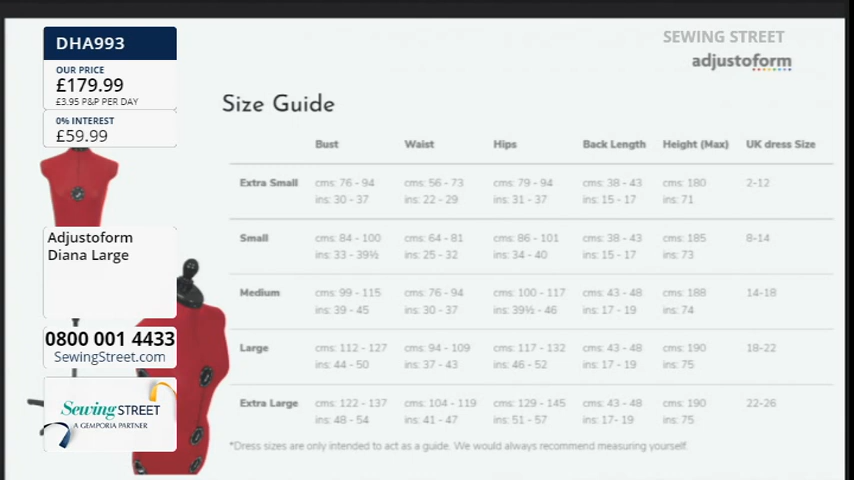 DHA993
OUR PRICE
£179.99
£3.95 P&P PER DAY
0% INTEREST
£59.99
Adjustoform
Diana Large
0800 001 4433
SewingStreet.com
Sewing STREET
A GEMPORIA PARTNER
SEWING STREET
adjustoform
Size Guide
Bust Waist Hips Back Length Height (Max) UK dress Size
Extra Small cms: 76 - 94 cms: 56 - 73 cms: 79 - 94 cms: 38 - 43 cms: 180 2-12
ins: 30 - 37 ins: 22 - 29 ins: 31 - 37 ins: 15 - 17 ins: 71
Small cms: 84 - 100 cms: 64 - 81 cms: 86 - 101 cms: 38 - 43 cms: 185 8-14
ins: 33 - 39½ ins: 25 - 32 ins: 34 - 40 ins: 15 - 17 ins: 73
Medium cms: 99 - 115 cms: 76 - 94 cms: 100 - 117 cms: 43 - 48 cms: 188 14-18
ins: 39 - 45 ins: 30 - 37 ins: 39½ - 46 ins: 17 - 19 ins: 74
Large cms: 112 - 127 cms: 94 - 109 cms: 117 - 132 cms: 43 - 48 cms: 190 18-22
ins: 44 - 50 ins: 37 - 43 ins: 46 - 52 ins: 17 - 19 ins: 75
Extra Large cms: 122 - 137 cms: 104 - 119 cms: 129 - 145 cms: 43 - 48 cms: 190 22-26
ins: 48 - 54 ins: 41 - 47 ins: 51 - 57 ins: 17- 19 ins: 75
*Dress sizes are only intended to act as a guide. We would always recommend measuring yourself.